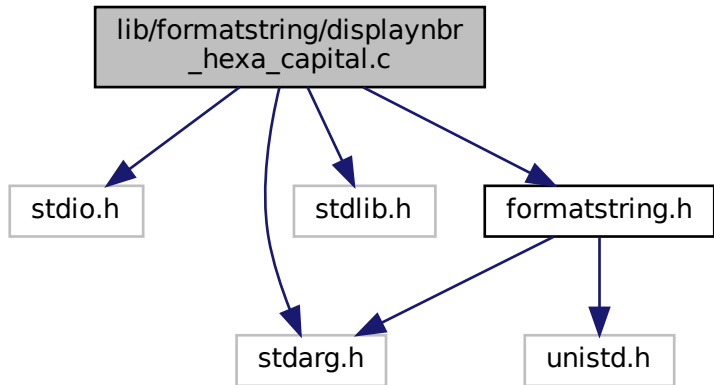 lib/formatstring/displaynbr
_hexa_capital.c
stdio.h
stdlib.h
formatstring.h
stdarg.h
unistd.h